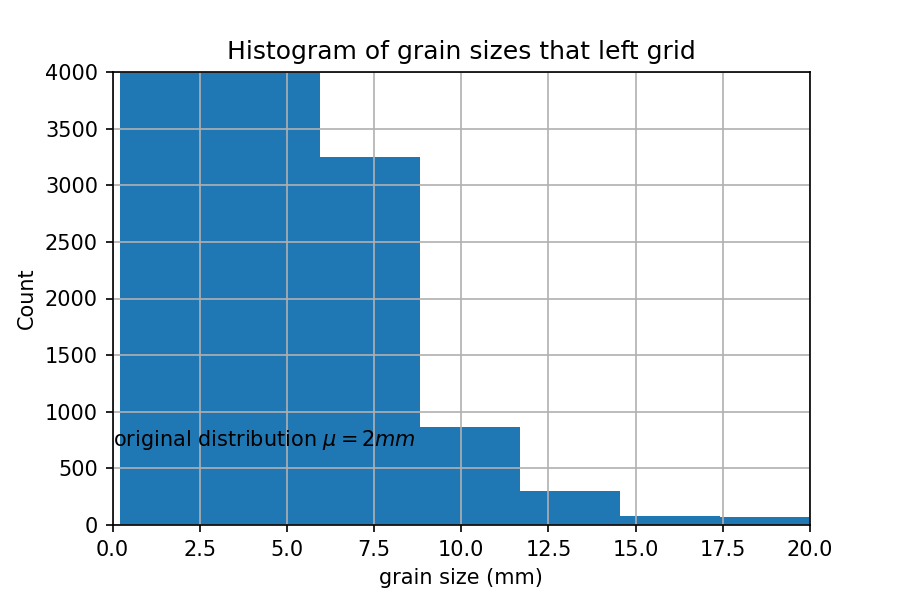 Histogram of grain sizes that left grid
4000
3500
3000
2500
2000
1500
1000
500
0
Count
original distribution μ = 2mm
0.0 2.5 5.0 7.5 10.0 12.5 15.0 17.5 20.0
grain size (mm)